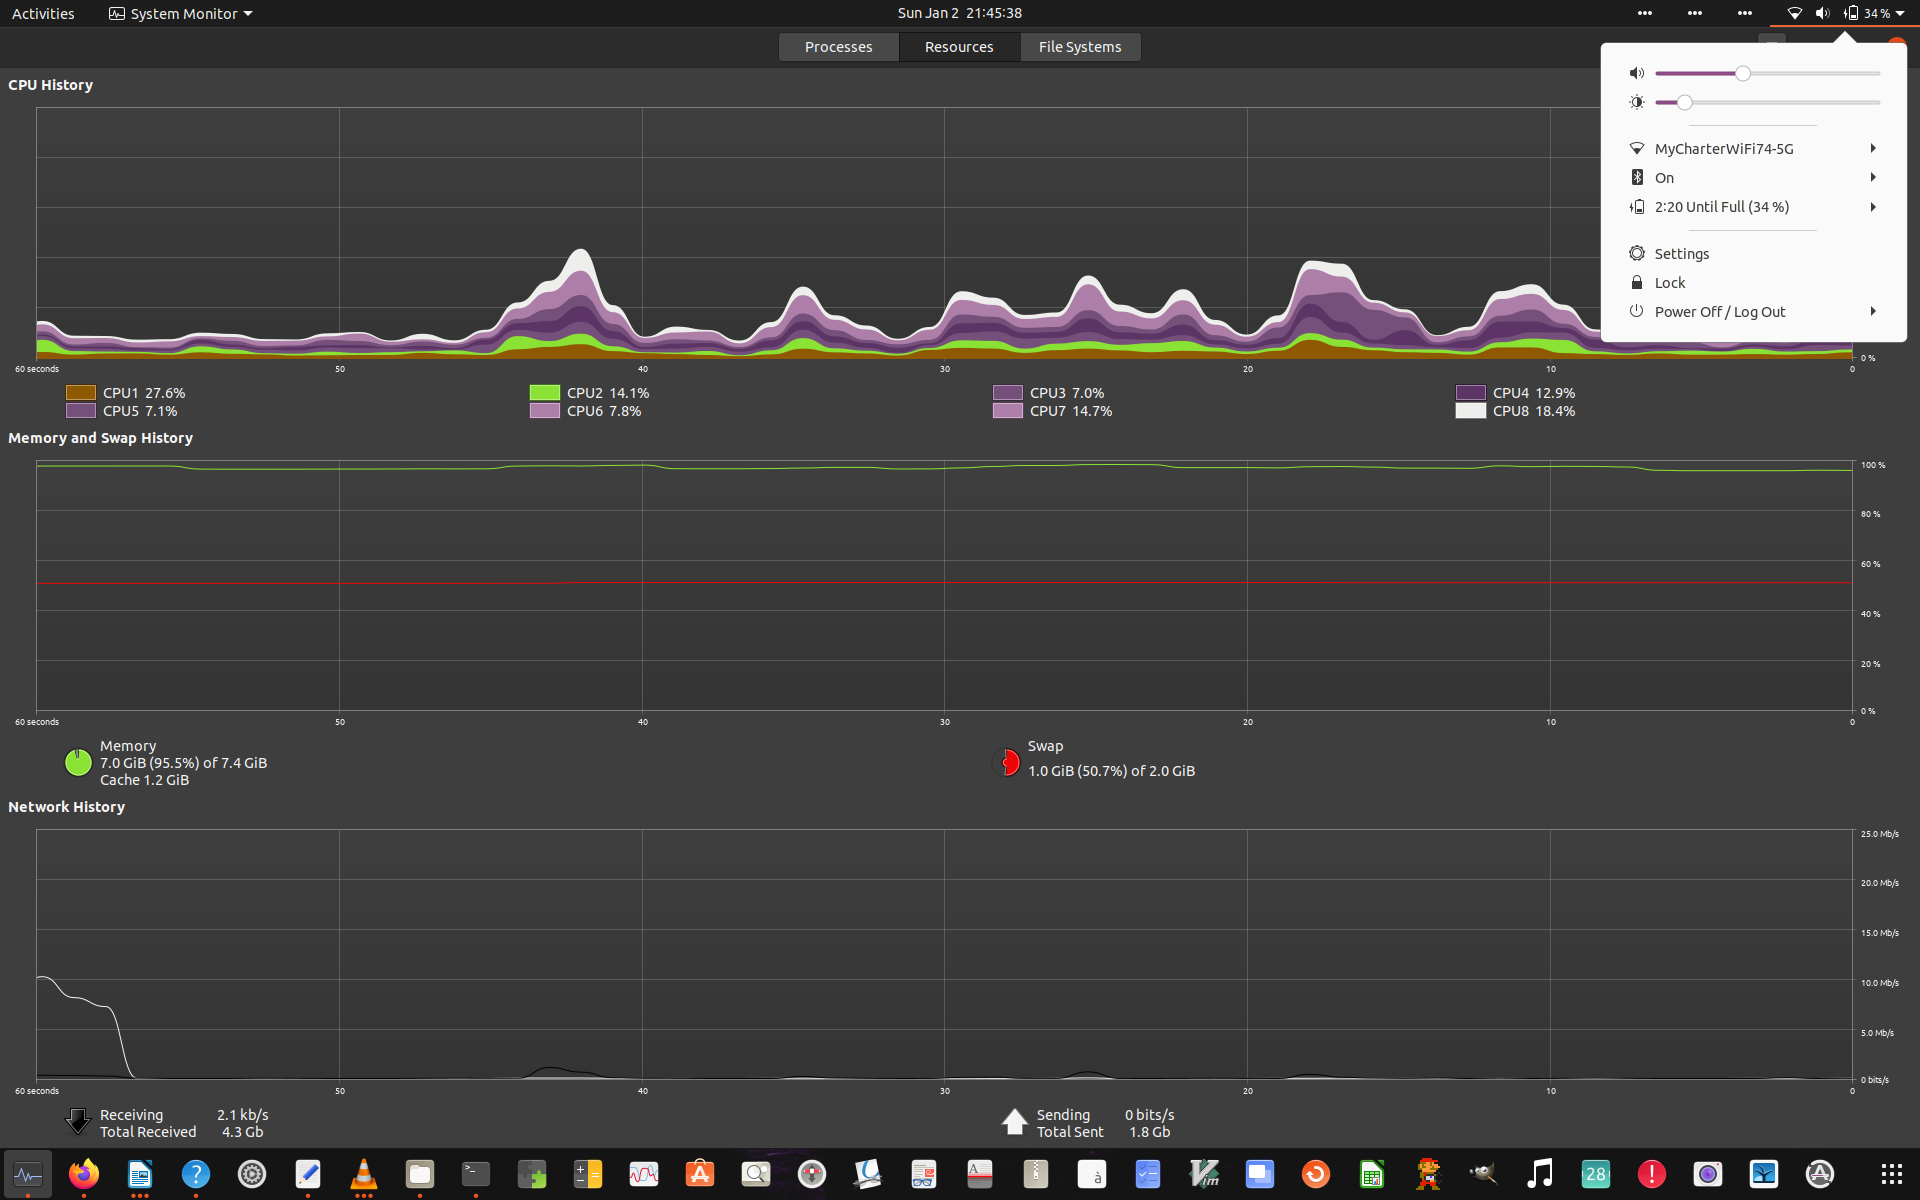 Activities
System Monitor
Sun Jan 2 21:45:38
34 %
Processes
Resources
File Systems
MyCharterWiFi74-5G
On
2:20 Until Full (34 %)
Settings
Lock
Power Off / Log Out
CPU History
0 %
60 seconds 50 40 30 20 10 0
CPU1 27.6% CPU2 14.1% CPU3 7.0% CPU4 12.9%
CPU5 7.1% CPU6 7.8% CPU7 14.7% CPU8 18.4%
Memory and Swap History
100 %
80 %
60 %
40 %
20 %
0 %
60 seconds 50 40 30 20 10 0
Memory
7.0 GiB (95.5%) of 7.4 GiB
Cache 1.2 GiB
Swap
1.0 GiB (50.7%) of 2.0 GiB
Network History
25.0 Mb/s
20.0 Mb/s
15.0 Mb/s
10.0 Mb/s
5.0 Mb/s
0 bits/s
60 seconds 50 40 30 20 10 0
Receiving 2.1 kb/s
Total Received 4.3 Gb
Sending 0 bits/s
Total Sent 1.8 Gb
?
>_
A
à
Vim
28
!